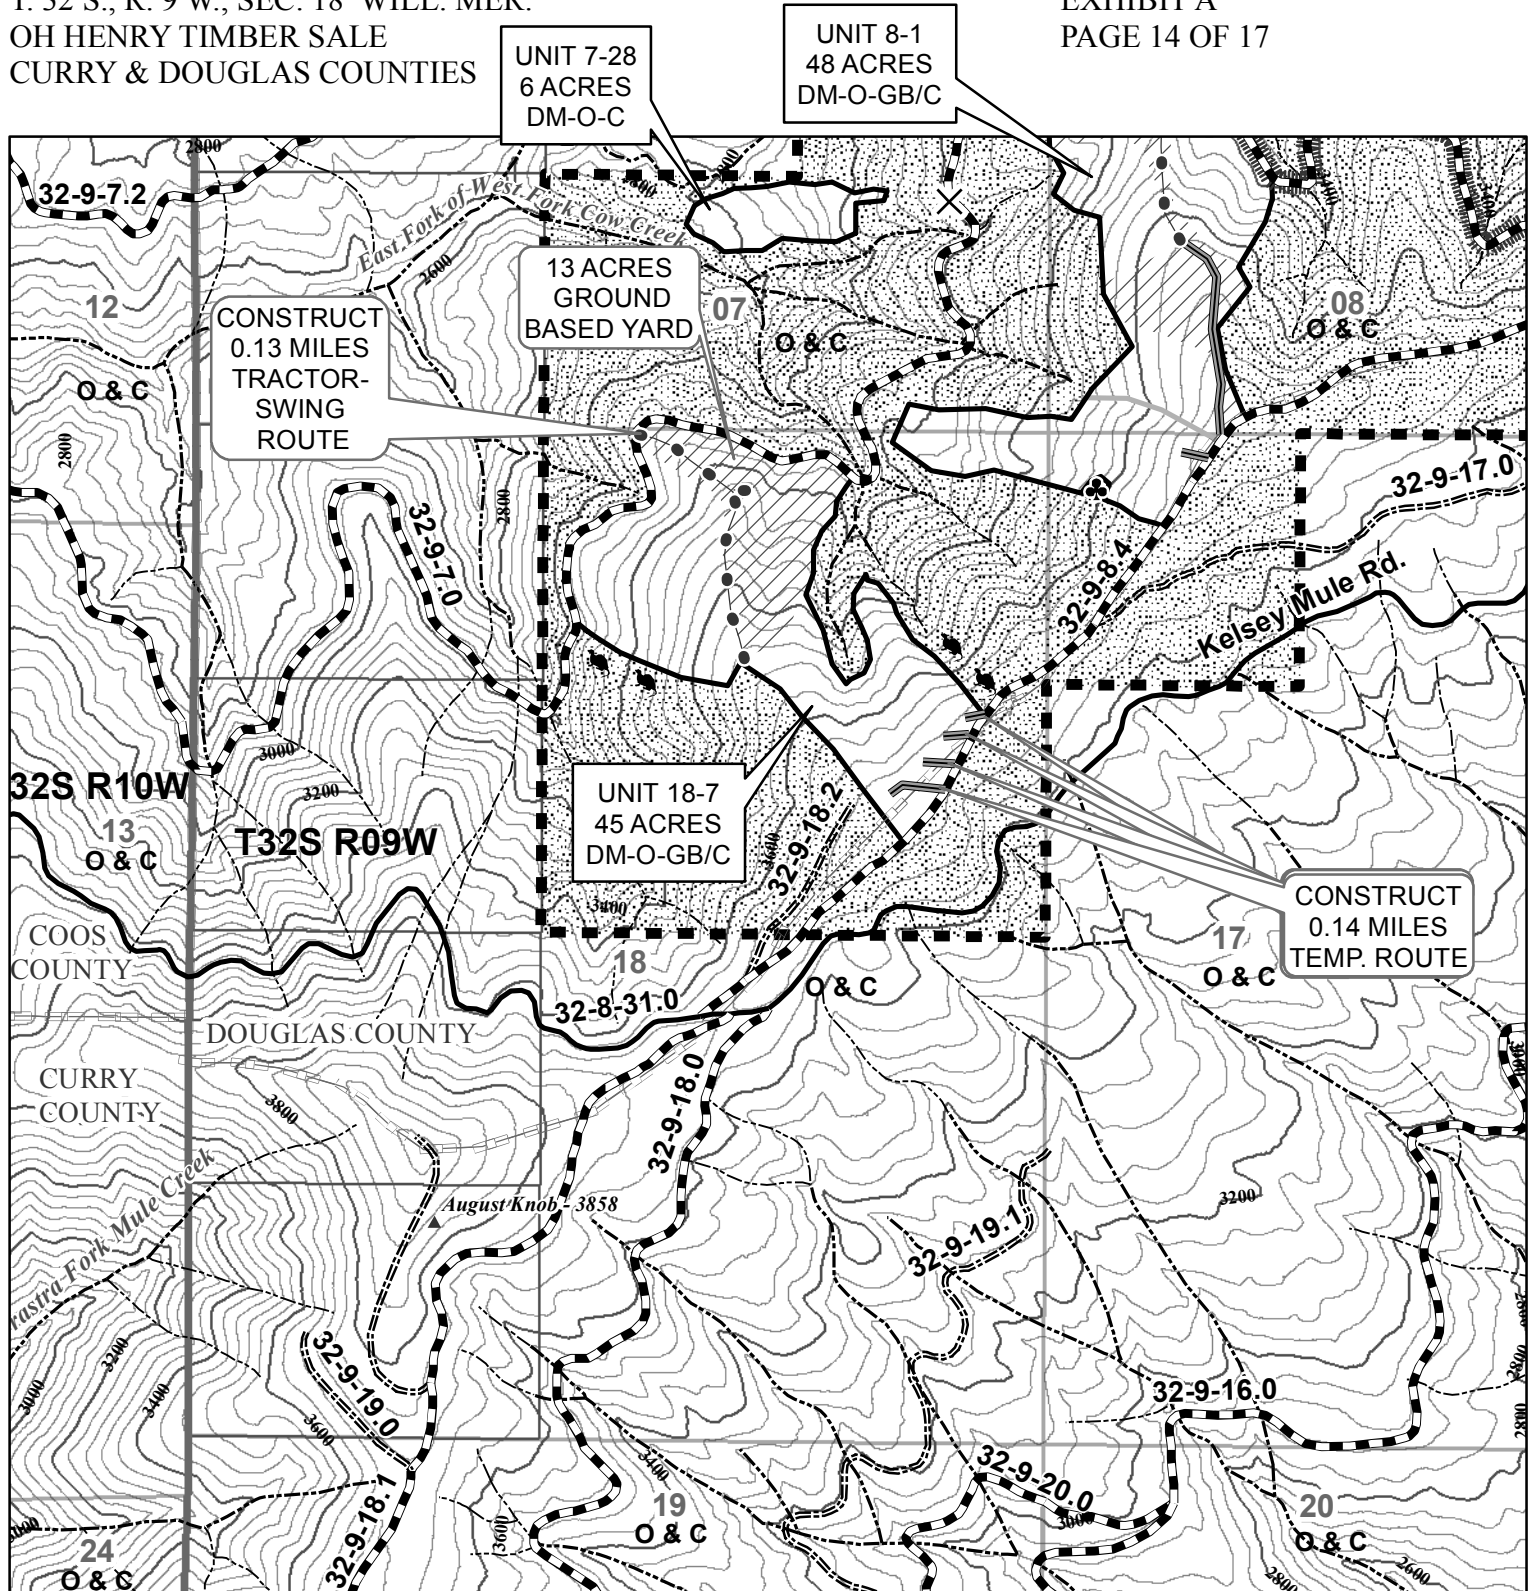 T. 32 S., R. 9 W., SEC. 18 WILL. MER.
OH HENRY TIMBER SALE
CURRY & DOUGLAS COUNTIES
EXHIBIT A
PAGE 14 OF 17
UNIT 7-28
6 ACRES
DM-O-C
UNIT 8-1
48 ACRES
DM-O-GB/C
2800
32-9-7.2
East Fork of West Fork Cow Creek
2600
12
O & C
CONSTRUCT
0.13 MILES
TRACTOR-
SWING
ROUTE
13 ACRES
GROUND
BASED YARD
07
O & C
08
O & C
3400
2800
2800
32-9-7.0
32-9-17.0
32-9-8.4
Kelsey Mule Rd.
3000
3200
32S R10W
13
O & C
T32S R09W
UNIT 18-7
45 ACRES
DM-O-GB/C
3600
32-9-18.2
3400
CONSTRUCT
0.14 MILES
TEMP. ROUTE
COOS
COUNTY
18
O & C
17
O & C
32-8-31.0
DOUGLAS COUNTY
CURRY
COUNTY
3800
32-9-18.0
3000
rastra Fork Mule Creek
August Knob - 3858
32-9-19.1
3200
3200
3000
3400
32-9-19.0
3600
32-9-16.0
2800
2800
32-9-18.1
3400
3600
32-9-20.0
3000
19
O & C
20
O & C
24
O & C
2800
2600